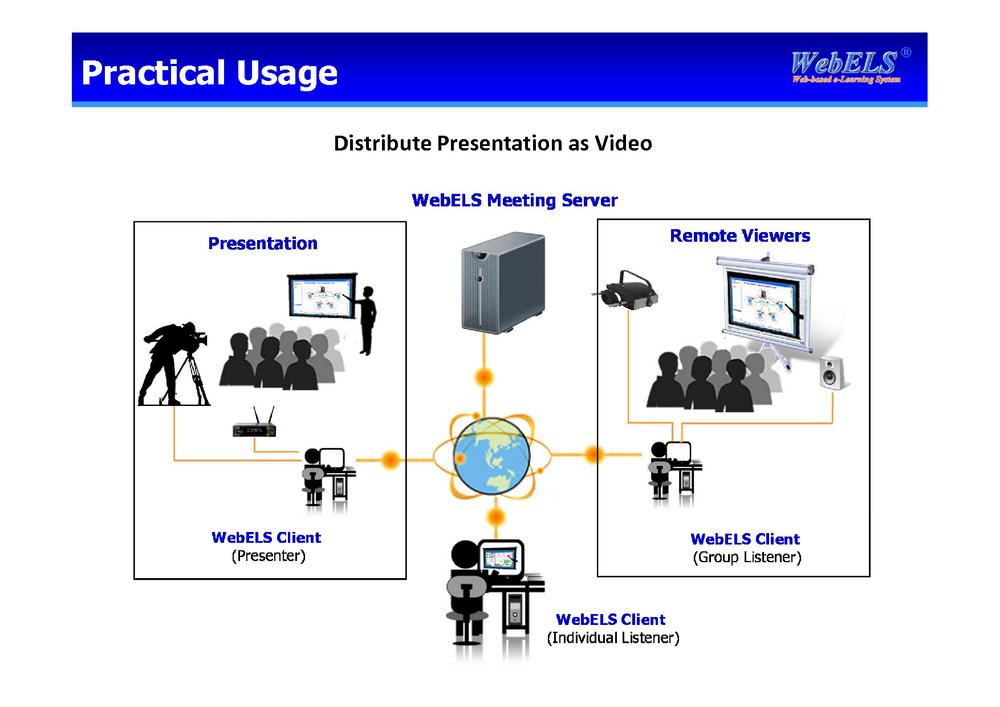 Practical Usage
WebELS®
Web-based e-Learning System
Distribute Presentation as Video
WebELS Meeting Server
Presentation
Remote Viewers
WebELS Client
(Presenter)
WebELS Client
(Group Listener)
WebELS Client
(Individual Listener)